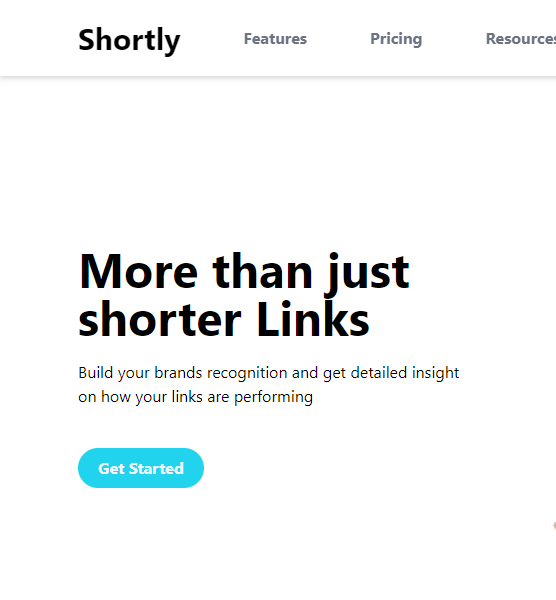 Shortly Features Pricing Resources
More than just
shorter Links
Build your brands recognition and get detailed insight
on how your links are performing
Get Started